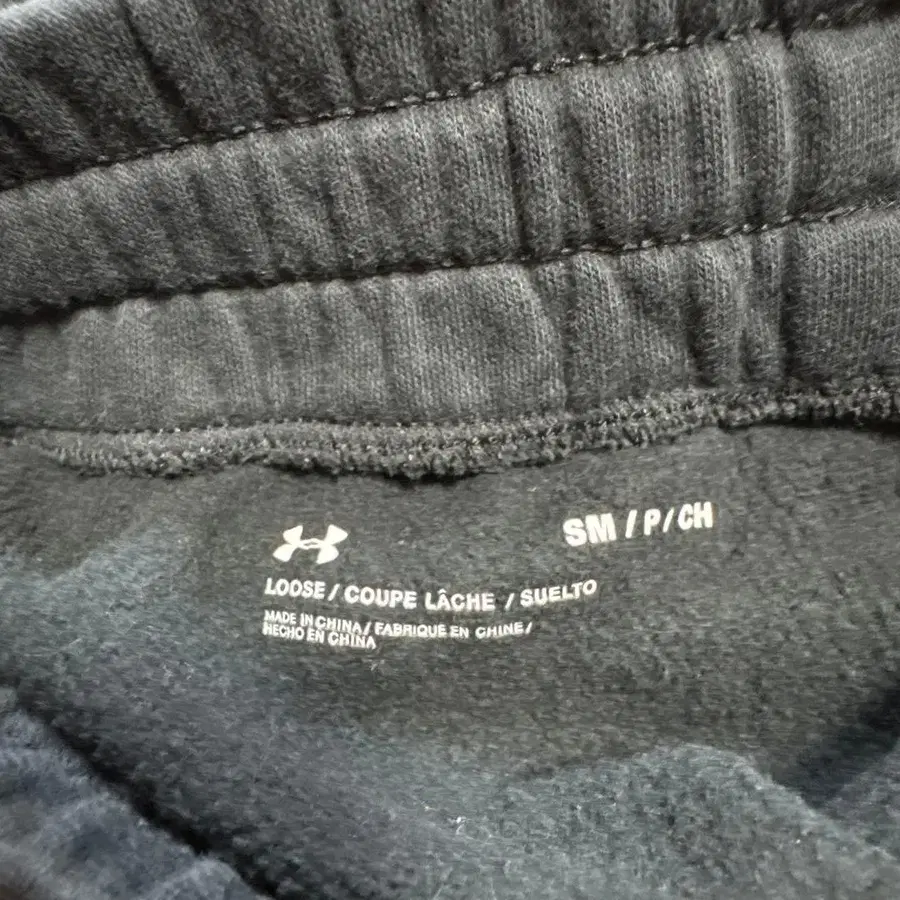 SM / P / CH
LOOSE / COUPE LÂCHE / SUELTO
MADE IN CHINA / FABRIQUE EN CHINE /
HECHO EN CHINA